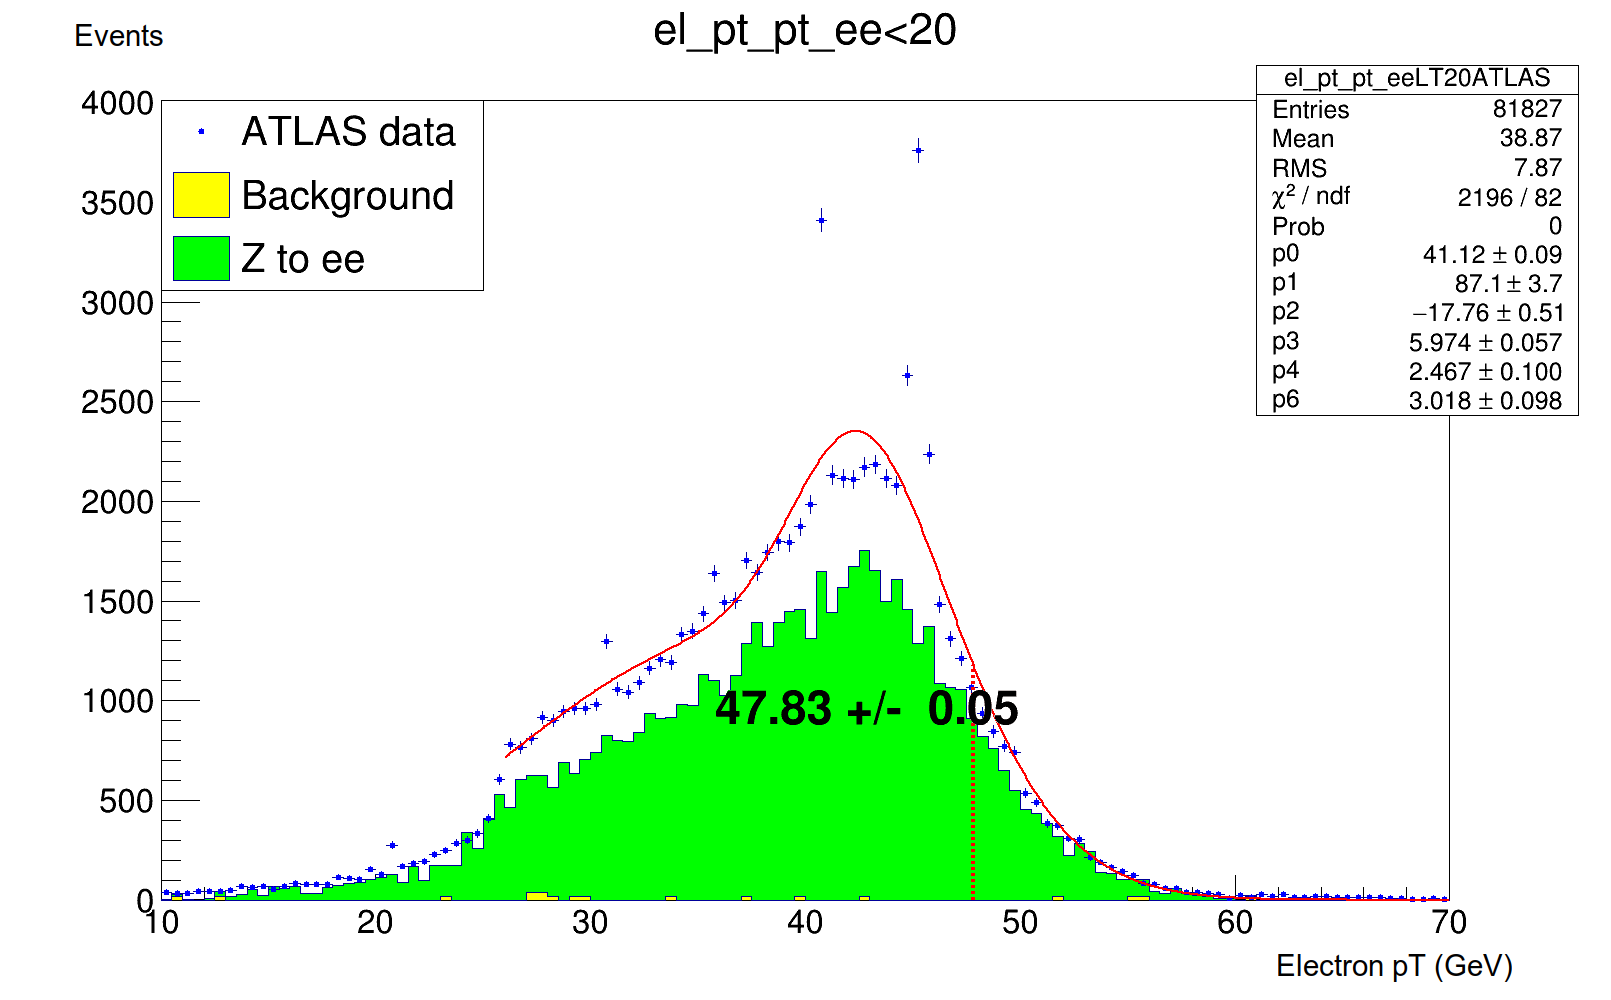 el_pt_pt_ee<20
Events
el_pt_pt_eeLT20ATLAS
Entries 81827
Mean 38.87
RMS 7.87
χ² / ndf 2196 / 82
Prob 0
p0 41.12 ± 0.09
p1 87.1 ± 3.7
p2 −17.76 ± 0.51
p3 5.974 ± 0.057
p4 2.467 ± 0.100
p6 3.018 ± 0.098
ATLAS data
Background
Z to ee
4000
3500
3000
2500
2000
1500
1000
500
0
47.83 +/- 0.05
10 20 30 40 50 60 70
Electron pT (GeV)